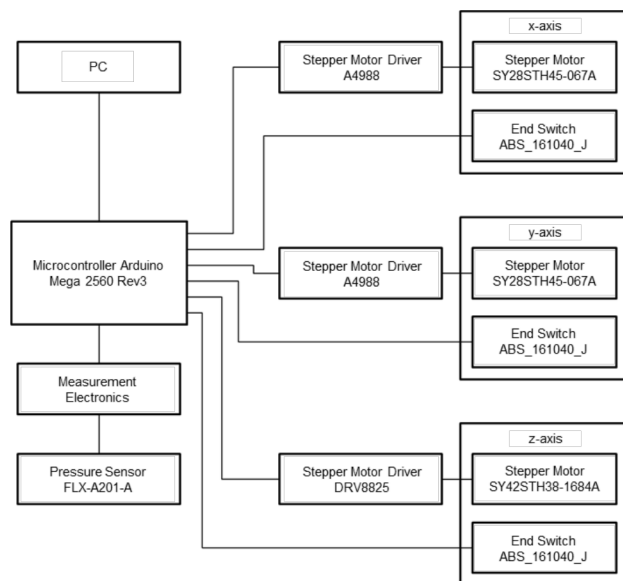 PC
Microcontroller Arduino
Mega 2560 Rev3
Measurement
Electronics
Pressure Sensor
FLX-A201-A
Stepper Motor Driver
A4988
x-axis
Stepper Motor
SY28STH45-067A
End Switch
ABS_161040_J
Stepper Motor Driver
A4988
y-axis
Stepper Motor
SY28STH45-067A
End Switch
ABS_161040_J
Stepper Motor Driver
DRV8825
z-axis
Stepper Motor
SY42STH38-1684A
End Switch
ABS_161040_J